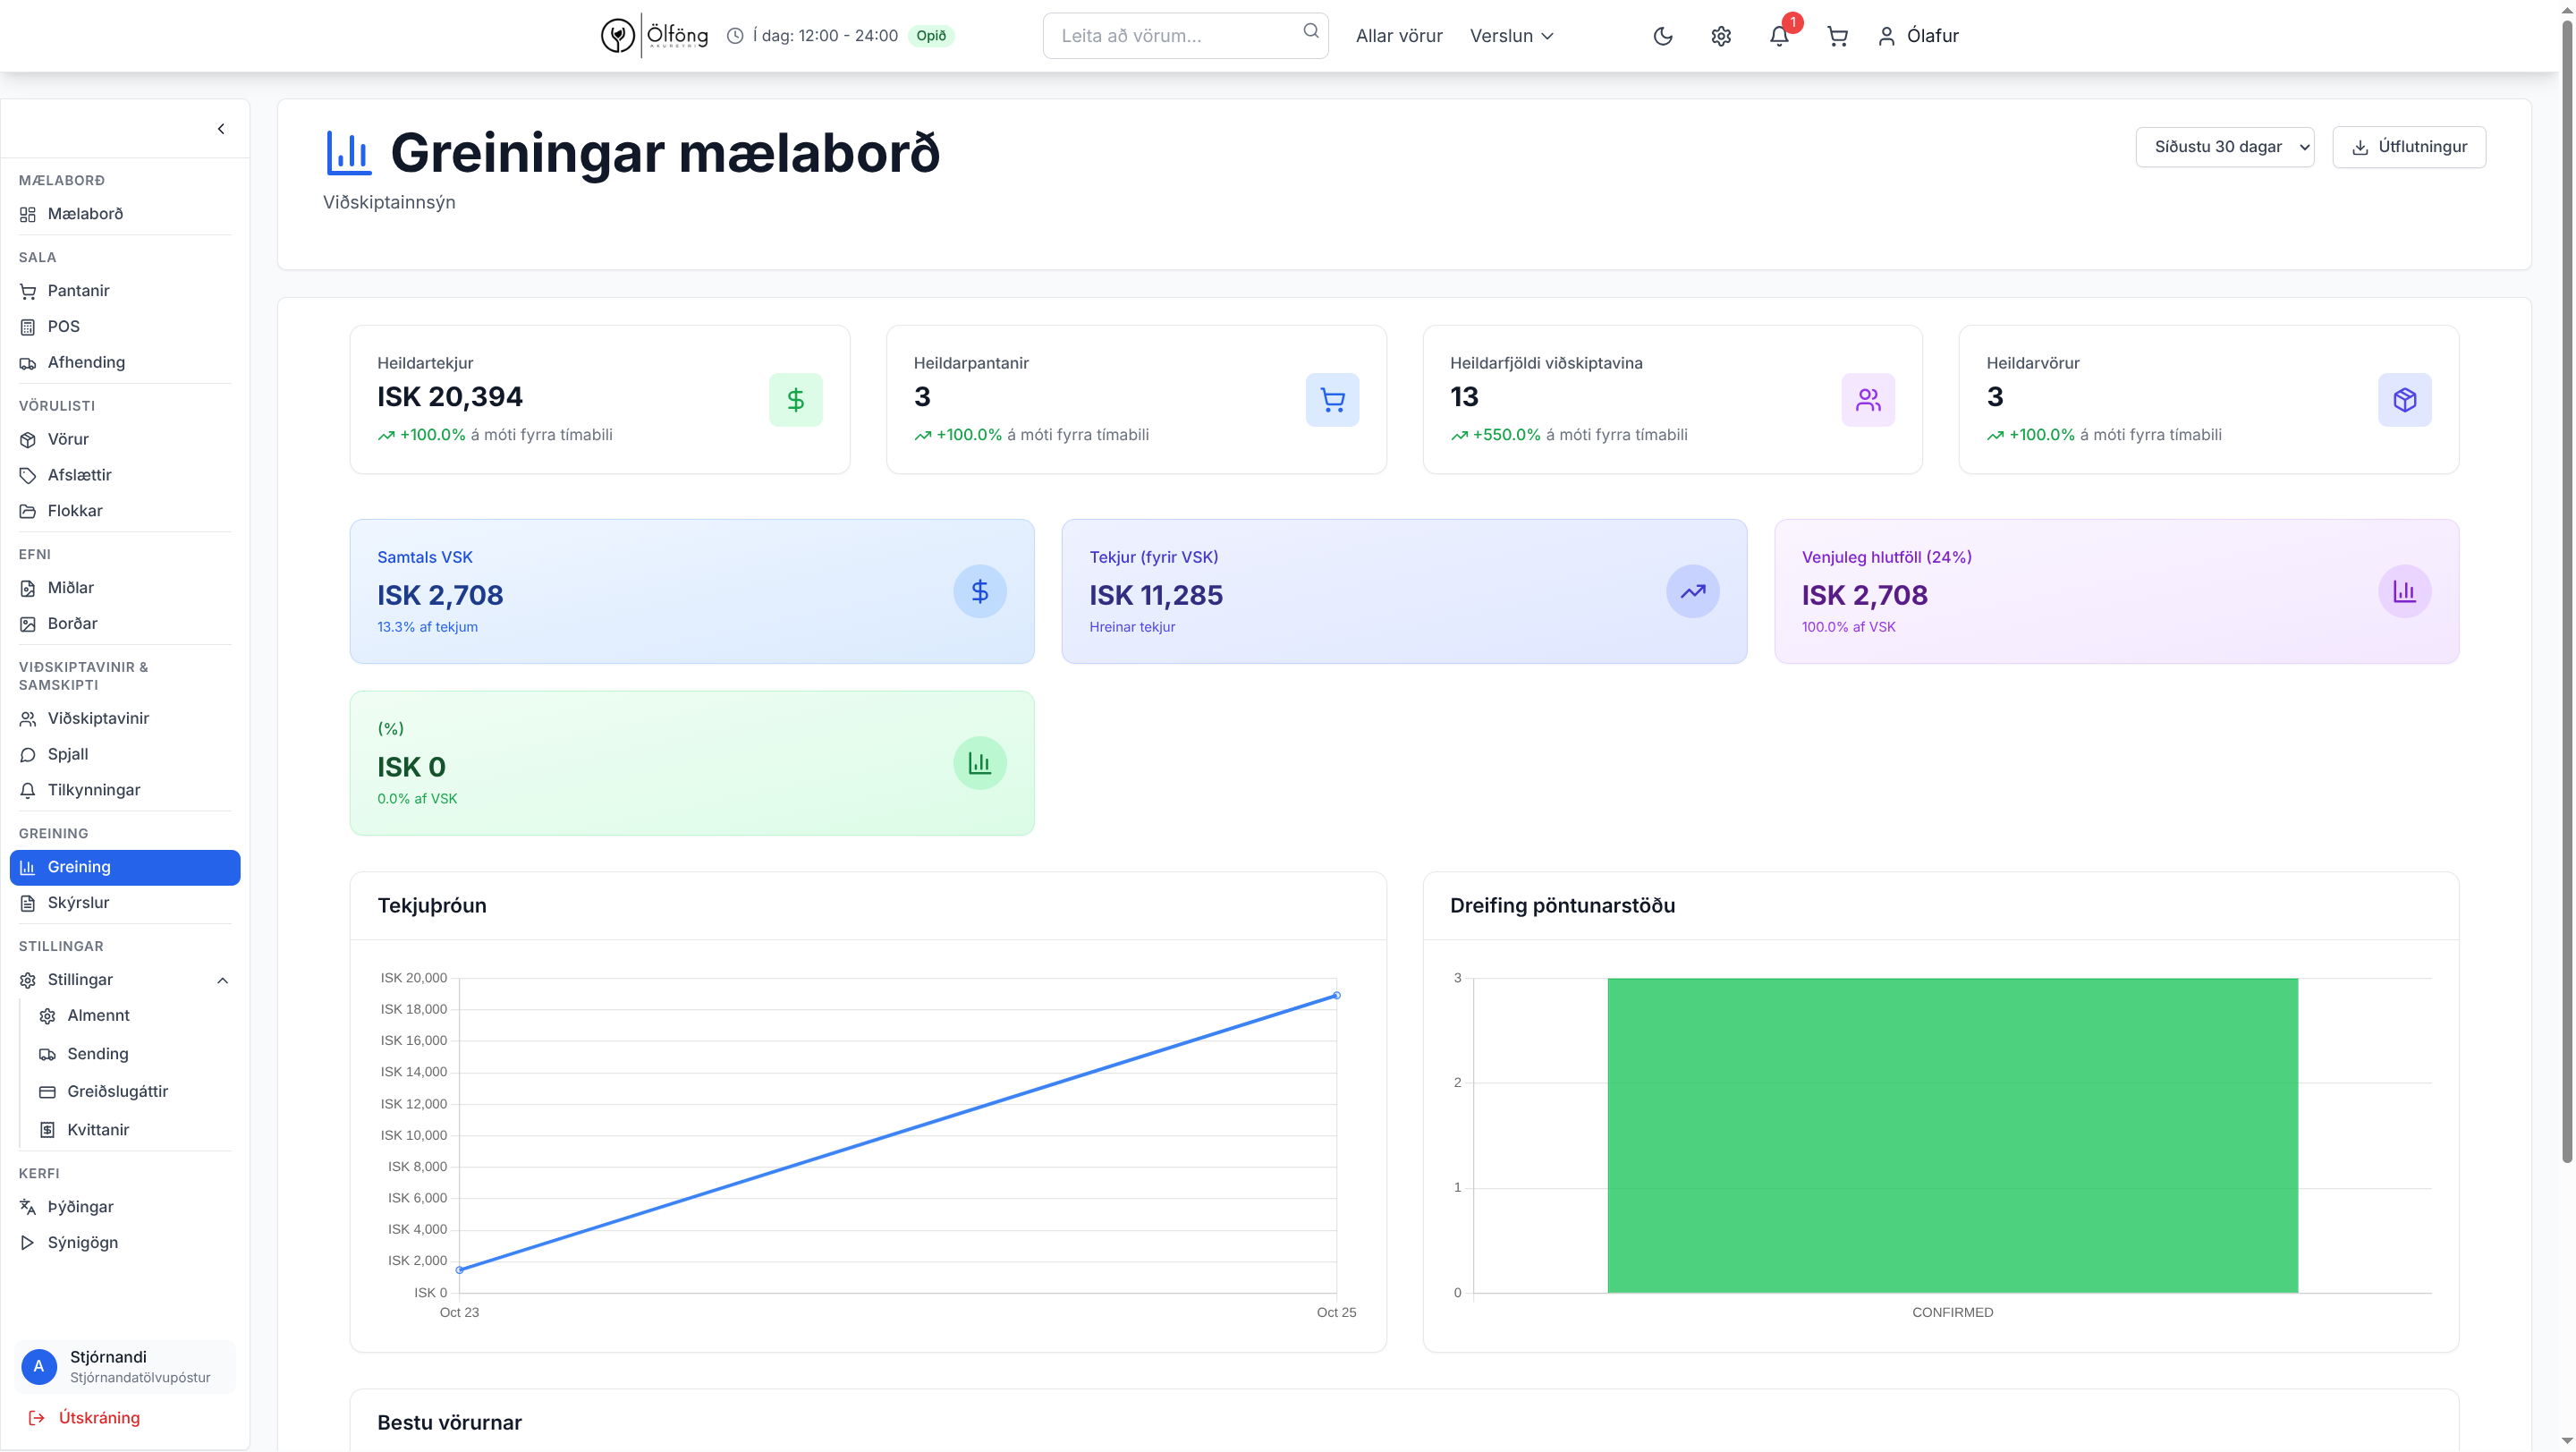 Ölföng
AKUREYRI
Í dag: 12:00 - 24:00
Opið
Leita að vörum...
Allar vörur
Verslun
1
Ólafur
MÆLABORÐ
Mælaborð
SALA
Pantanir
POS
Afhending
VÖRULISTI
Vörur
Afslættir
Flokkar
EFNI
Miðlar
Borðar
VIÐSKIPTAVINIR &
SAMSKIPTI
Viðskiptavinir
Spjall
Tilkynningar
GREINING
Greining
Skýrslur
STILLINGAR
Stillingar
Almennt
Sending
Greiðslugáttir
Kvittanir
KERFI
Þýðingar
Sýnigögn
A
Stjórnandi
Stjórnandatölvupóstur
Útskráning
Greiningar mælaborð
Viðskiptainnsýn
Síðustu 30 dagar
Útflutningur
Heildartekjur
ISK 20,394
+100.0% á móti fyrra tímabili
Heildarpantanir
3
+100.0% á móti fyrra tímabili
Heildarfjöldi viðskiptavina
13
+550.0% á móti fyrra tímabili
Heildarvörur
3
+100.0% á móti fyrra tímabili
Samtals VSK
ISK 2,708
13.3% af tekjum
Tekjur (fyrir VSK)
ISK 11,285
Hreinar tekjur
Venjuleg hlutföll (24%)
ISK 2,708
100.0% af VSK
(%)
ISK 0
0.0% af VSK
Tekjuþróun
ISK 20,000
ISK 18,000
ISK 16,000
ISK 14,000
ISK 12,000
ISK 10,000
ISK 8,000
ISK 6,000
ISK 4,000
ISK 2,000
ISK 0
Oct 23
Oct 25
Dreifing pöntunarstöðu
3
2
1
0
CONFIRMED
Bestu vörurnar